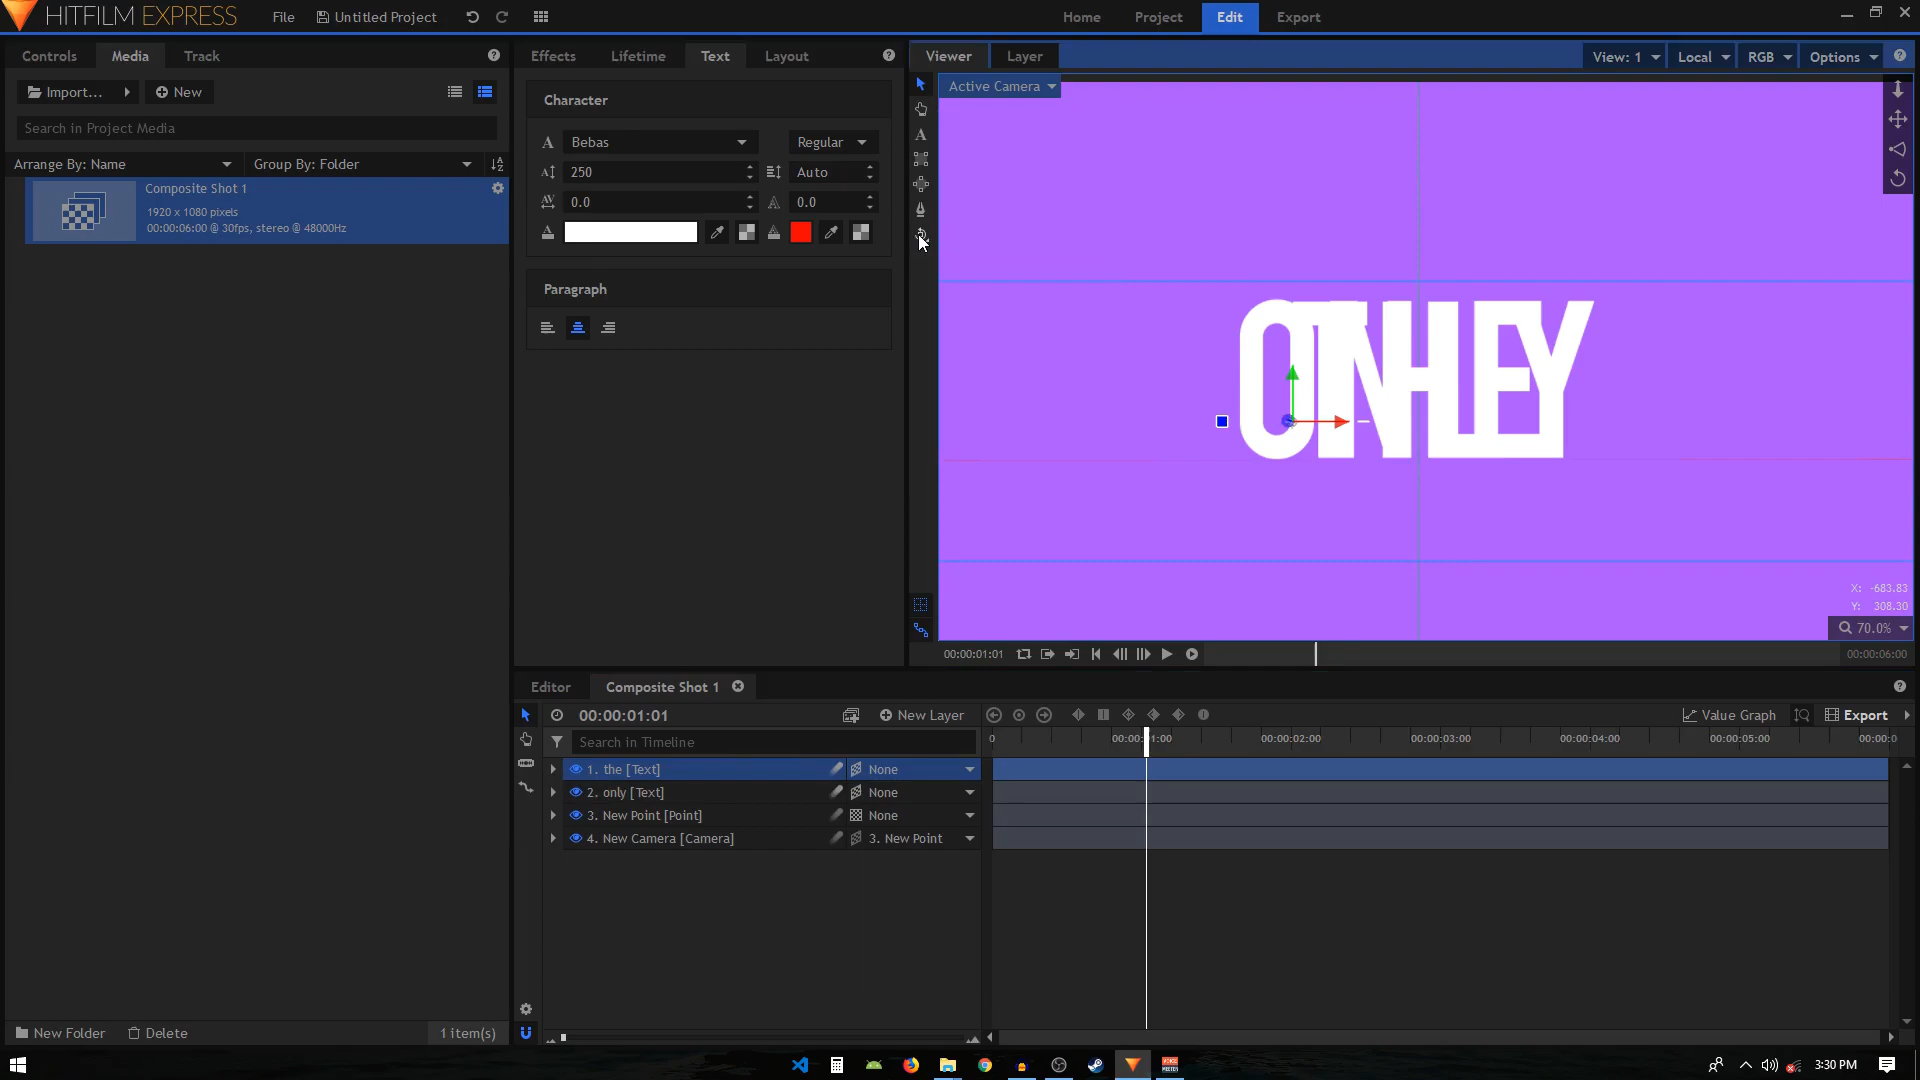 HITFILM EXPRESS
File
Untitled Project
Home
Project
Edit
Export
Controls
Media
Track
Effects
Lifetime
Text
Layout
Viewer
Layer
View: 1
Local
RGB
Options
Import...
New
Search in Project Media
Arrange By: Name
Group By: Folder
Composite Shot 1
1920 x 1080 pixels
00:00:06:00 @ 30fps, stereo @ 48000Hz
Character
Bebas
Regular
250
Auto
0.0
0.0
Paragraph
Active Camera
X: -683.83
Y: 308.30
70.0%
00:00:01:01
00:00:06:00
Editor
Composite Shot 1
00:00:01:01
New Layer
Value Graph
Export
Search in Timeline
0
00:00:02:00
00:00:03:00
00:00:04:00
00:00:05:00
1. the [Text]
None
2. only [Text]
None
3. New Point [Point]
None
4. New Camera [Camera]
3. New Point
New Folder
Delete
1 item(s)
3:30 PM